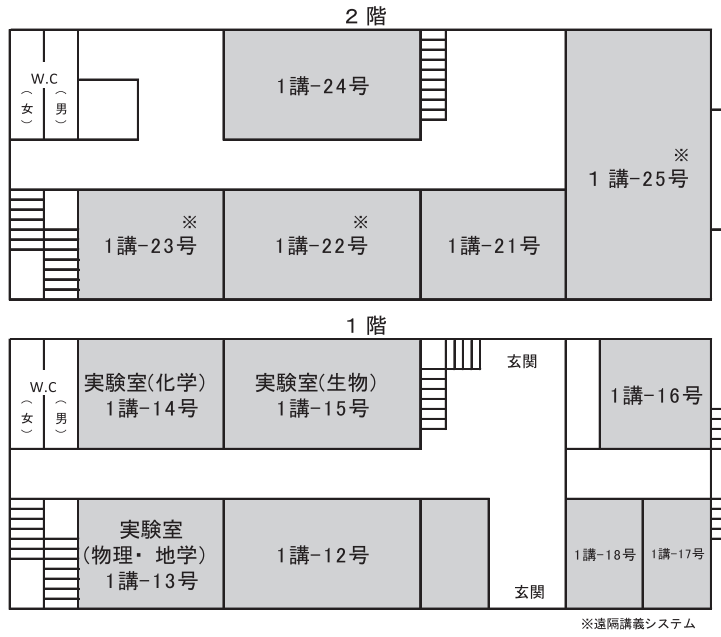 2階
W.C
(女)
(男)
1講-24号
※
1講-25号
※
1講-23号
※
1講-22号
1講-21号
1階
W.C
(女)
(男)
実験室(化学)
1講-14号
実験室(生物)
1講-15号
玄関
1講-16号
実験室
(物理・地学)
1講-13号
1講-12号
玄関
1講-18号
1講-17号
※遠隔講義システム